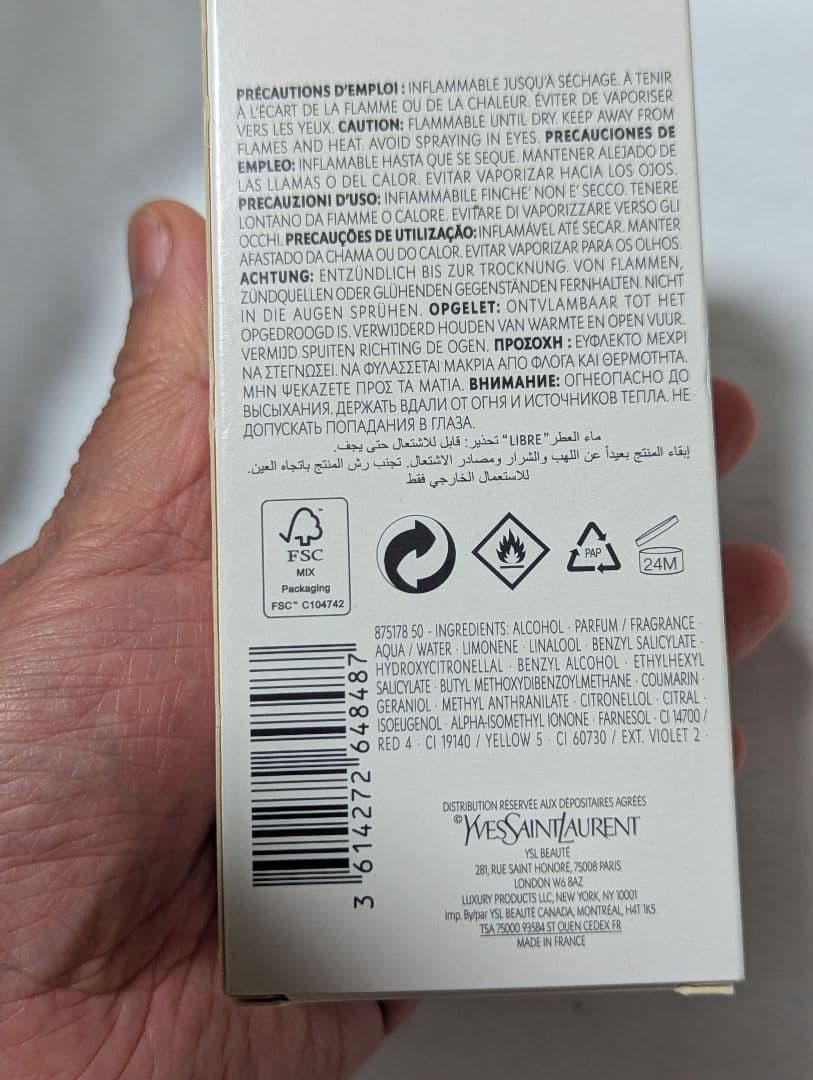 PRÉCAUTIONS D'EMPLOI : INFLAMMABLE JUSQU'À SÉCHAGE. À TENIR
À L'ÉCART DE LA FLAMME OU DE LA CHALEUR. ÉVITER DE VAPORISER
VERS LES YEUX. CAUTION: FLAMMABLE UNTIL DRY. KEEP AWAY FROM
FLAMES AND HEAT. AVOID SPRAYING IN EYES. PRECAUCIONES DE
EMPLEO: INFLAMABLE HASTA QUE SE SEQUE. MANTENER ALEJADO DE
LAS LLAMAS O DEL CALOR. EVITAR VAPORIZAR HACIA LOS OJOS.
PRECAUZIONI D'USO: INFIAMMABILE FINCHE' NON E' SECCO. TENERE
LONTANO DA FIAMME O CALORE. EVITARE DI VAPORIZZARE VERSO GLI
OCCHI. PRECAUÇÕES DE UTILIZAÇÃO: INFLAMÁVEL ATÉ SECAR. MANTER
AFASTADO DA CHAMA OU DO CALOR. EVITAR VAPORIZAR PARA OS OLHOS.
ACHTUNG: ENTZÜNDLICH BIS ZUR TROCKNUNG. VON FLAMMEN,
ZÜNDQUELLEN ODER GLÜHENDEN GEGENSTÄNDEN FERNHALTEN. NICHT
IN DIE AUGEN SPRÜHEN. OPGELET: ONTVLAMBAAR TOT HET
OPGEDROOGD IS. VERWIJDERD HOUDEN VAN WARMTE EN OPEN VUUR.
VERMIJD SPUITEN RICHTING DE OGEN. ΠΡΟΣΟΧΗ : ΕΥΦΛΕΚΤΟ ΜΕΧΡΙ
ΝΑ ΣΤΕΓΝΩΣΕΙ. ΝΑ ΦΥΛΑΣΣΕΤΑΙ ΜΑΚΡΙΑ ΑΠΟ ΦΛΟΓΑ ΚΑΙ ΘΕΡΜΟΤΗΤΑ.
ΜΗΝ ΨΕΚΑΖΕΤΕ ΠΡΟΣ ΤΑ ΜΑΤΙΑ. ВНИМАНИЕ: ОГНЕОПАСНО ДО
ВЫСЫХАНИЯ. ДЕРЖАТЬ ВДАЛИ ОТ ОГНЯ И ИСТОЧНИКОВ ТЕПЛА. НЕ
ДОПУСКАТЬ ПОПАДАНИЯ В ГЛАЗА.
ماء العطر "LIBRE" تحذير: قابل للاشتعال حتى يجف.
إبقاء المنتج بعيداً عن اللهب والشرار ومصادر الاشتعال. تجنب رش المنتج باتجاه العين.
للاستعمال الخارجي فقط
FSC
MIX
Packaging
FSC™ C104742
PAP
24M
875178 50 - INGREDIENTS: ALCOHOL · PARFUM / FRAGRANCE ·
AQUA / WATER · LIMONENE · LINALOOL · BENZYL SALICYLATE ·
HYDROXYCITRONELLAL · BENZYL ALCOHOL · ETHYLHEXYL
SALICYLATE · BUTYL METHOXYDIBENZOYLMETHANE · COUMARIN ·
GERANIOL · METHYL ANTHRANILATE · CITRONELLOL · CITRAL ·
ISOEUGENOL · ALPHA-ISOMETHYL IONONE · FARNESOL · CI 14700 /
RED 4 · CI 19140 / YELLOW 5 · CI 60730 / EXT. VIOLET 2 ·
3 614272 648487
DISTRIBUTION RÉSERVÉE AUX DÉPOSITAIRES AGRÉÉS
©YVESSAINTLAURENT
YSL BEAUTÉ
281, RUE SAINT HONORÉ, 75008 PARIS
LONDON W6 8AZ
LUXURY PRODUCTS LLC, NEW YORK, NY 10001
Imp. By/par YSL BEAUTÉ CANADA, MONTRÉAL, H4T 1K5
TSA 75000 93584 ST OUEN CEDEX FR
MADE IN FRANCE